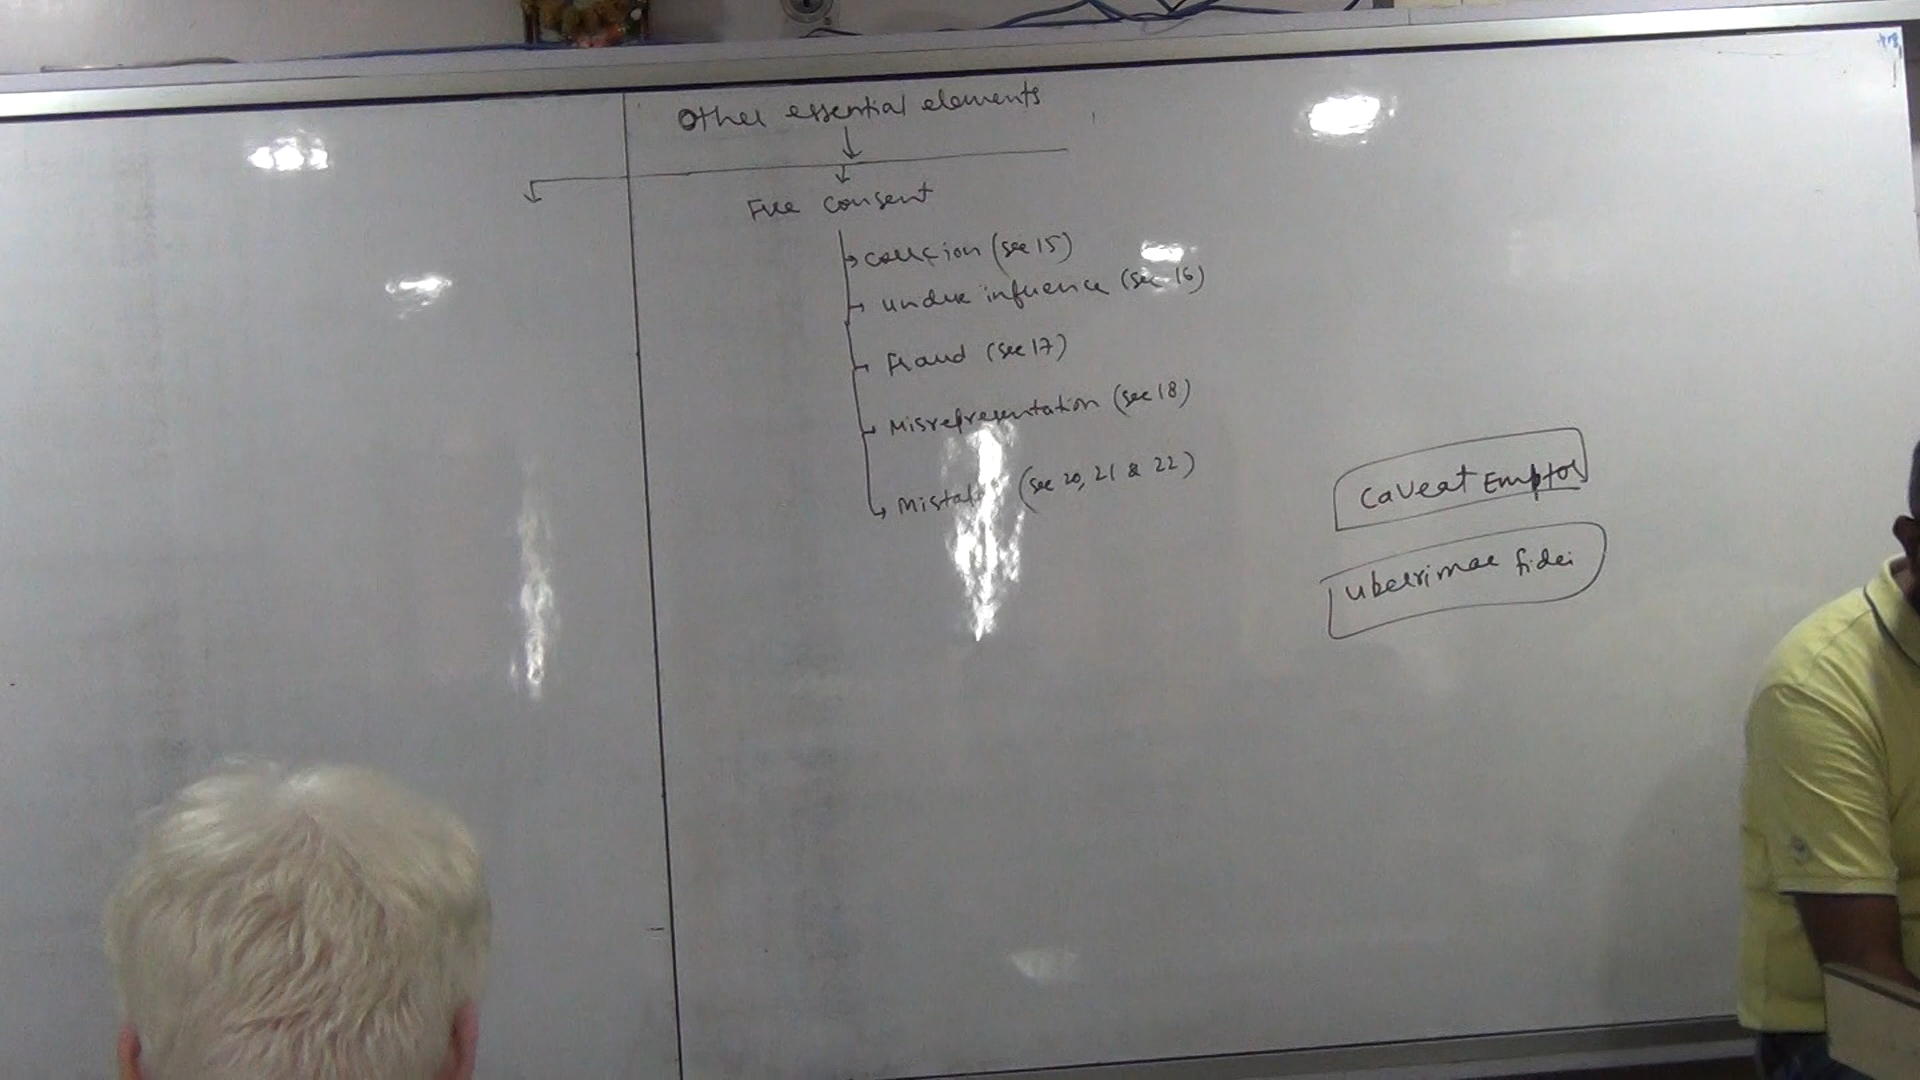 Other essential elements
Free consent
coercion (sec 15)
undue influence (sec 16)
Fraud (sec 17)
Misrepresentation (sec 18)
Mistake (sec 20, 21 & 22)
Caveat Emptor
uberrimae fidei